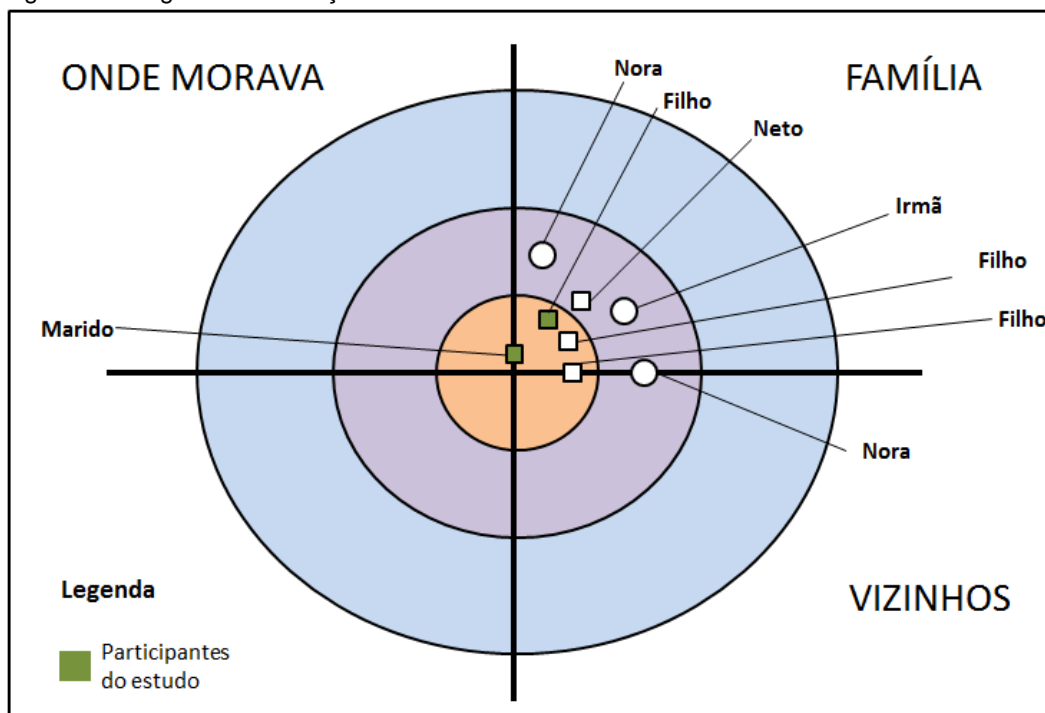 ONDE MORAVA
FAMÍLIA
Nora
Filho
Neto
Irmã
Filho
Filho
Marido
Nora
Legenda
VIZINHOS
Participantes
do estudo